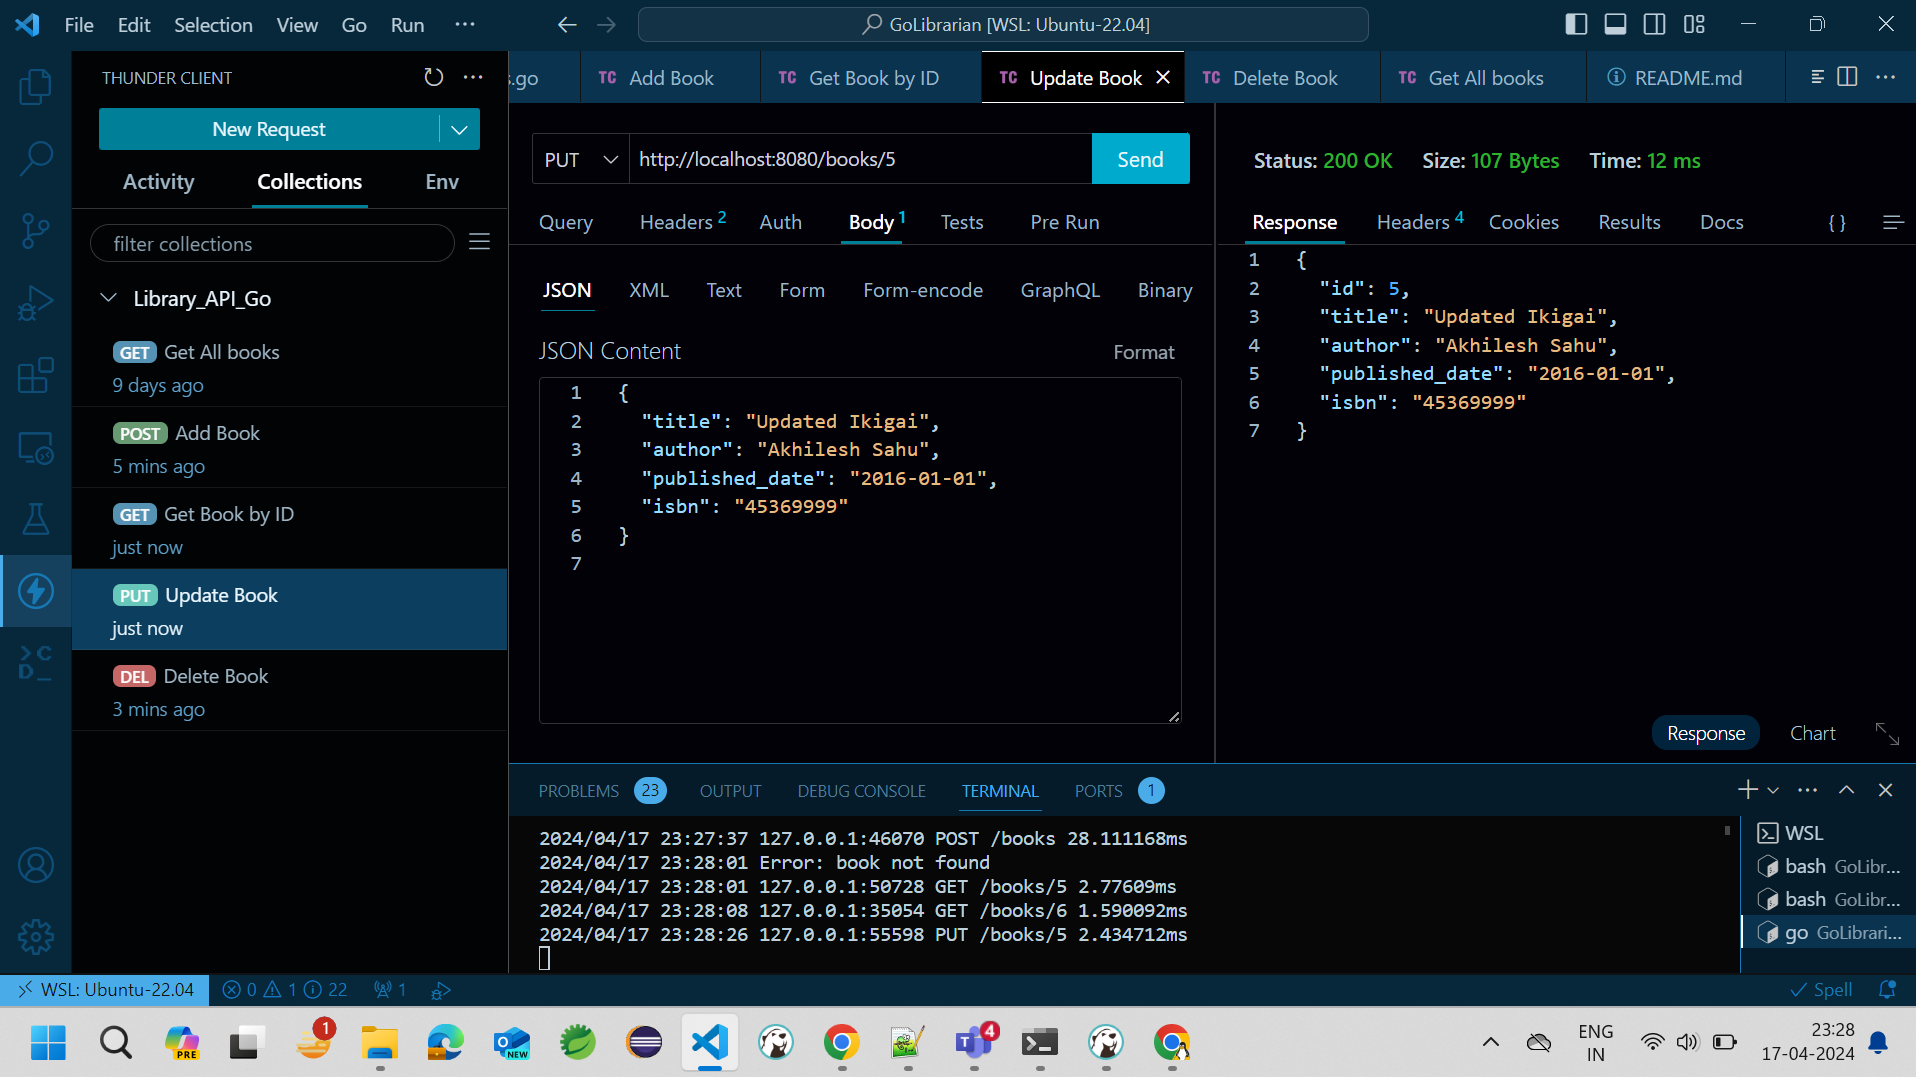 File Edit Selection View Go Run ···
GoLibrarian [WSL: Ubuntu-22.04]
THUNDER CLIENT
New Request
Activity Collections Env
filter collections
Library_API_Go
GET Get All books
9 days ago
POST Add Book
5 mins ago
GET Get Book by ID
just now
PUT Update Book
just now
DEL Delete Book
3 mins ago
s.go TC Add Book TC Get Book by ID TC Update Book TC Delete Book TC Get All books README.md
PUT http://localhost:8080/books/5 Send
Query Headers 2 Auth Body 1 Tests Pre Run
JSON XML Text Form Form-encode GraphQL Binary
JSON Content Format
1 {
2 "title": "Updated Ikigai",
3 "author": "Akhilesh Sahu",
4 "published_date": "2016-01-01",
5 "isbn": "45369999"
6 }
7
Status: 200 OK Size: 107 Bytes Time: 12 ms
Response Headers 4 Cookies Results Docs { }
1 {
2 "id": 5,
3 "title": "Updated Ikigai",
4 "author": "Akhilesh Sahu",
5 "published_date": "2016-01-01",
6 "isbn": "45369999"
7 }
Response Chart
PROBLEMS 23 OUTPUT DEBUG CONSOLE TERMINAL PORTS 1
2024/04/17 23:27:37 127.0.0.1:46070 POST /books 28.111168ms
2024/04/17 23:28:01 Error: book not found
2024/04/17 23:28:01 127.0.0.1:50728 GET /books/5 2.77609ms
2024/04/17 23:28:08 127.0.0.1:35054 GET /books/6 1.590092ms
2024/04/17 23:28:26 127.0.0.1:55598 PUT /books/5 2.434712ms
WSL
bash GoLibr...
bash GoLibr...
go GoLibrari...
WSL: Ubuntu-22.04 0 1 22 1 Spell
PRE 1 NEW 4
ENG
IN
23:28
17-04-2024